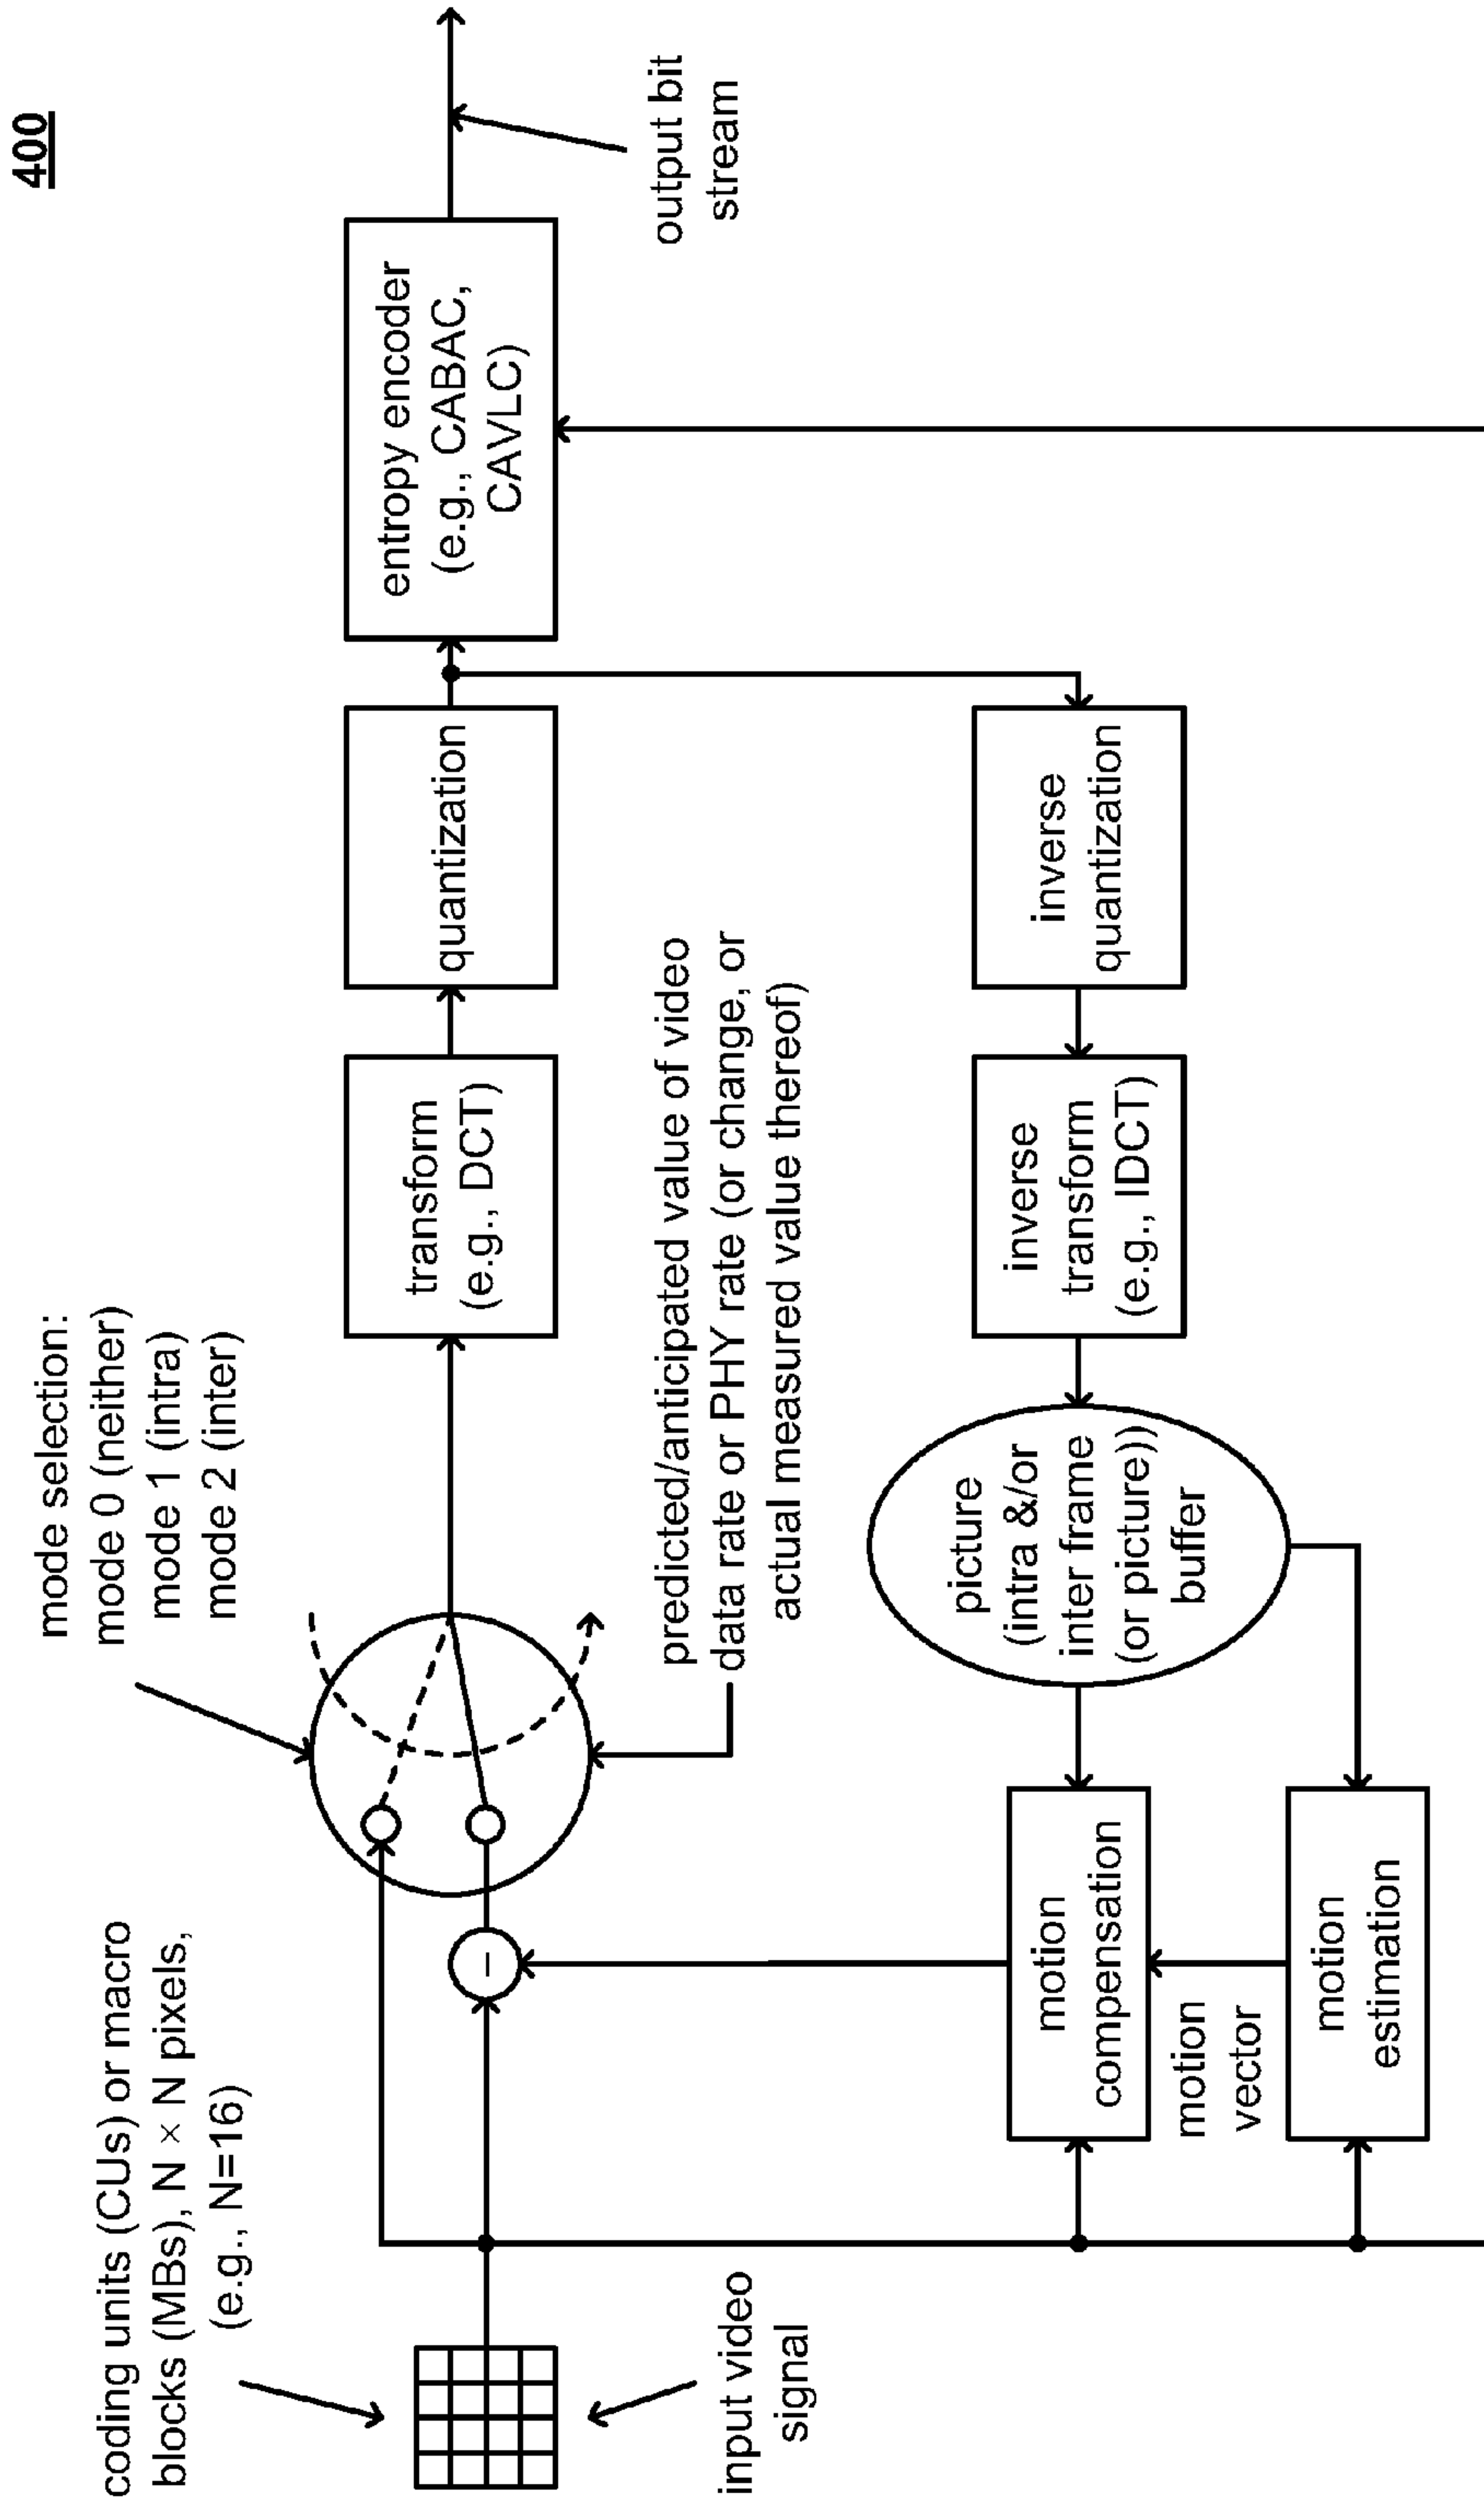 400
coding units (CUs) or macro
blocks (MBs), N × N pixels,
(e.g., N=16)
mode selection:
mode 0 (neither)
mode 1 (intra)
mode 2 (inter)
input video
signal
−
transform
(e.g., DCT)
quantization
entropy encoder
(e.g., CABAC,
CAVLC)
output bit
stream
predicted/anticipated value of video
data rate or PHY rate (or change, or
actual measured value thereof)
motion
compensation
motion
vector
motion
estimation
picture
(intra &/or
inter frame
(or picture))
buffer
inverse
transform
(e.g., IDCT)
inverse
quantization